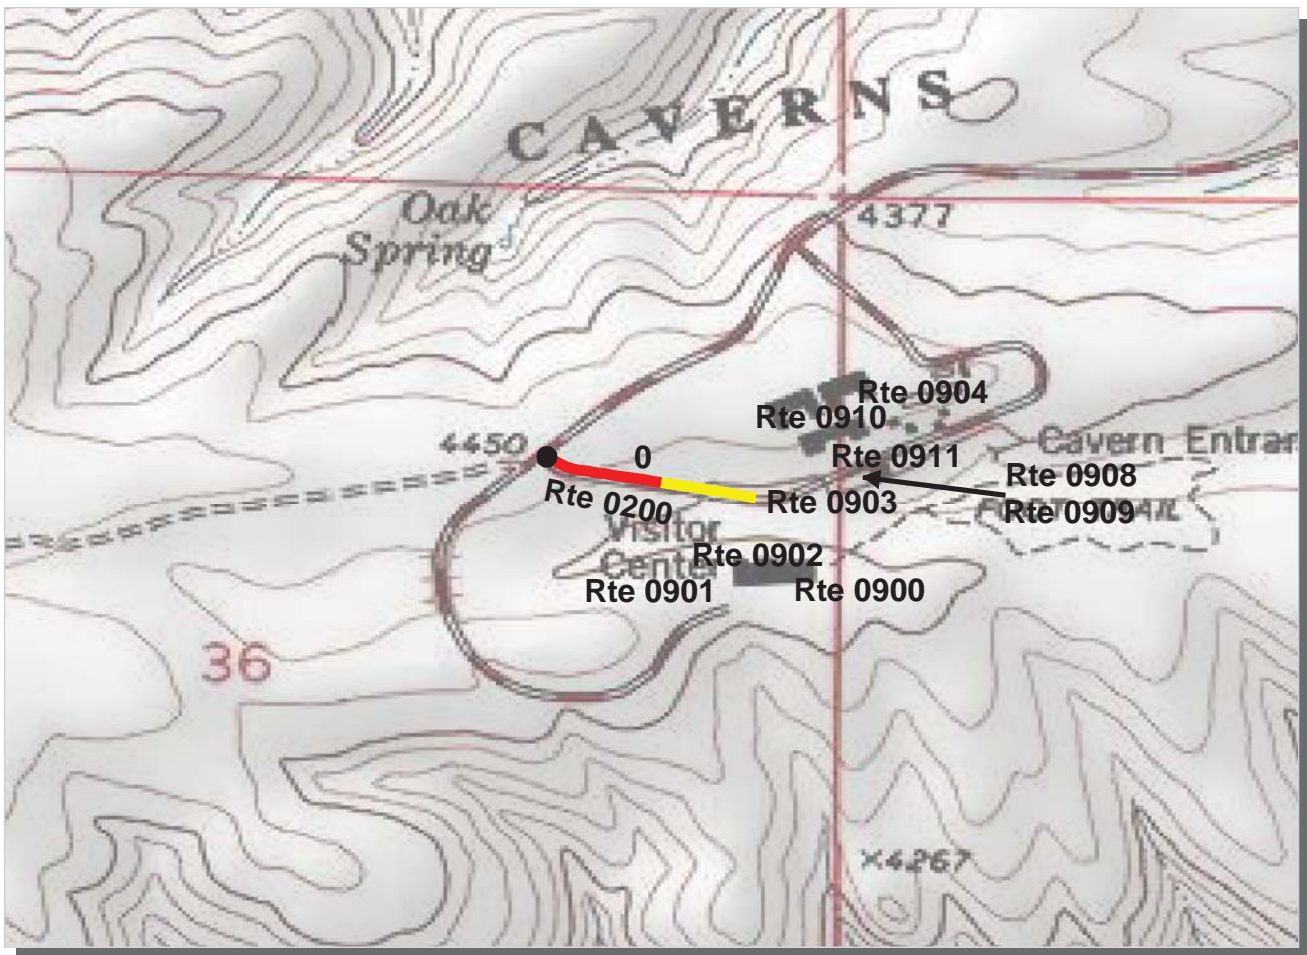 CAVERNS
Oak
Spring
4377
Rte 0904
Rte 0910
4450
0
Rte 0911
Cavern Entran
Rte 0908
Rte 0200
Rte 0903
Rte 0909
TRAIL
Visitor
Center
Rte 0902
Rte 0901
Rte 0900
36
×4267